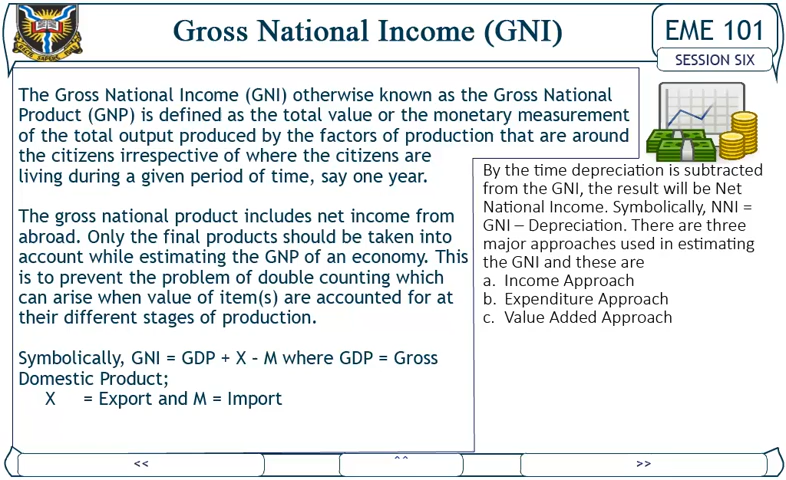 Gross National Income (GNI)
EME 101
SESSION SIX
The Gross National Income (GNI) otherwise known as the Gross National
Product (GNP) is defined as the total value or the monetary measurement
of the total output produced by the factors of production that are around
the citizens irrespective of where the citizens are
living during a given period of time, say one year.
The gross national product includes net income from
abroad. Only the final products should be taken into
account while estimating the GNP of an economy. This
is to prevent the problem of double counting which
can arise when value of item(s) are accounted for at
their different stages of production.
Symbolically, GNI = GDP + X - M where GDP = Gross
Domestic Product;
X = Export and M = Import
By the time depreciation is subtracted
from the GNI, the result will be Net
National Income. Symbolically, NNI =
GNI – Depreciation. There are three
major approaches used in estimating
the GNI and these are
a. Income Approach
b. Expenditure Approach
c. Value Added Approach
<<
^^
>>